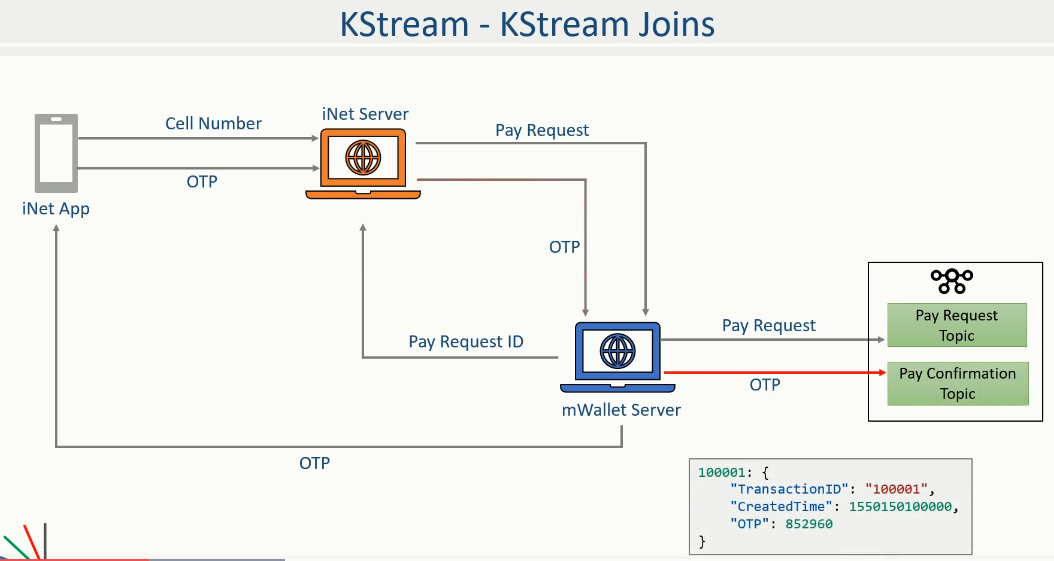 KStream - KStream Joins
iNet Server
Cell Number
Pay Request
OTP
iNet App
OTP
Pay Request
Topic
Pay Request ID
Pay Request
Pay Confirmation
Topic
OTP
mWallet Server
OTP
100001: {
"TransactionID": "100001",
"CreatedTime": 1550150100000,
"OTP": 852960
}